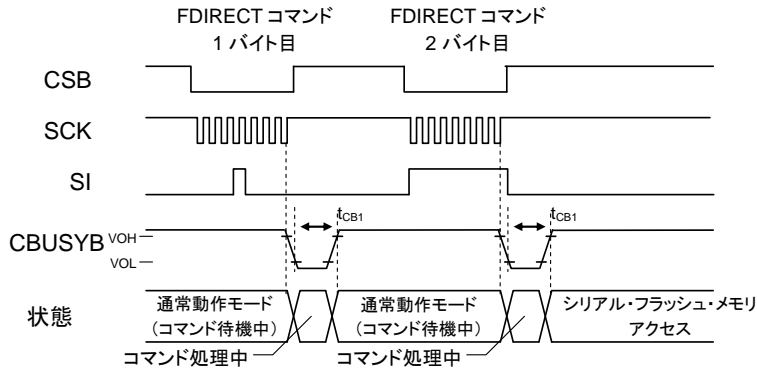 FDIRECT コマンド
1 バイト目
FDIRECT コマンド
2 バイト目
CSB
SCK
SI
tCB1
tCB1
CBUSYB
VOH
VOL
状態
通常動作モード
(コマンド待機中)
通常動作モード
(コマンド待機中)
シリアル・フラッシュ・メモリ
アクセス
コマンド処理中
コマンド処理中